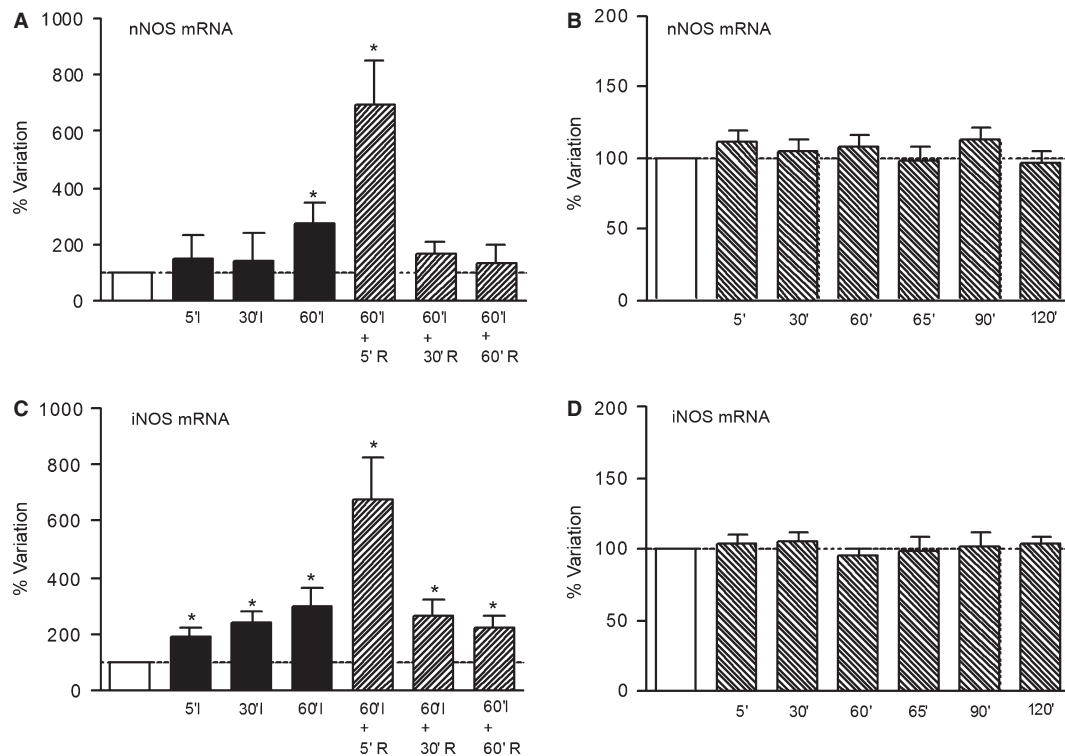 A
nNOS mRNA
% Variation
1000
800
600
400
200
0
*
*
5'I
30'I
60'I
60'I
+
5' R
60'I
+
30' R
60'I
+
60' R
B
nNOS mRNA
% Variation
200
150
100
50
0
5'
30'
60'
65'
90'
120'
C
iNOS mRNA
% Variation
1000
800
600
400
200
0
*
*
*
*
*
*
5'I
30'I
60'I
60'I
+
5' R
60'I
+
30' R
60'I
+
60' R
D
iNOS mRNA
% Variation
200
150
100
50
0
5'
30'
60'
65'
90'
120'